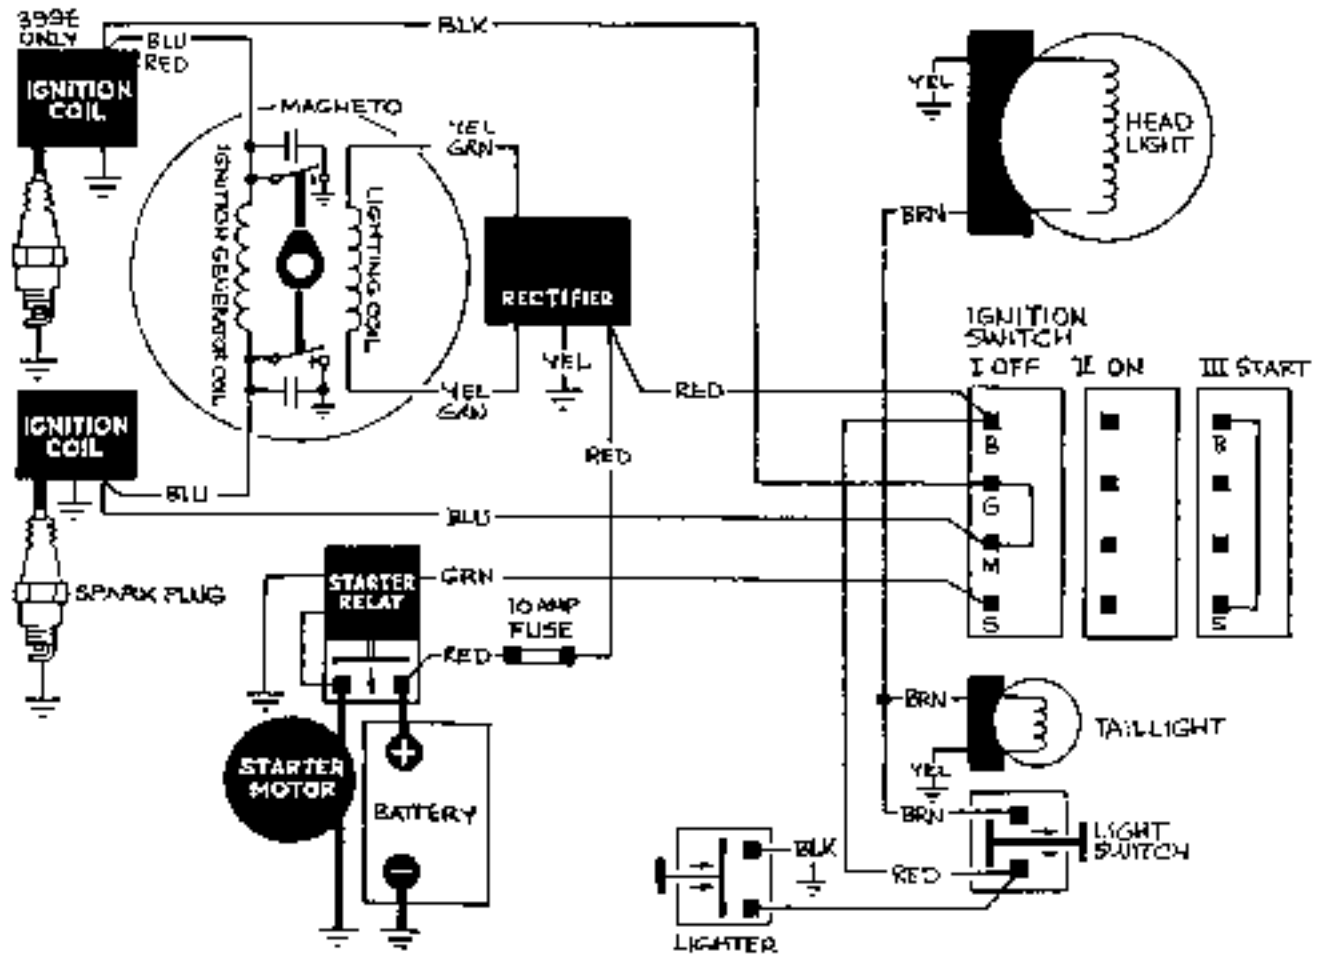 399E
ONLY
BLU
RED
BLK
IGNITION
COIL
MAGNETO
YEL
GRN
IGNITION GENERATOR COIL
LIGHTING COIL
RECTIFIER
YEL
YEL
GRN
RED
RED
IGNITION
COIL
BLU
BLU
SPARK PLUG
STARTER
RELAY
GRN
10 AMP
FUSE
RED
STARTER
MOTOR
BATTERY
+
−
YEL
HEAD
LIGHT
BRN
IGNITION
SWITCH
I OFF
II ON
III START
B
G
M
S
B
S
BRN
TAILLIGHT
YEL
BRN
LIGHT
SWITCH
RED
BLK
LIGHTER